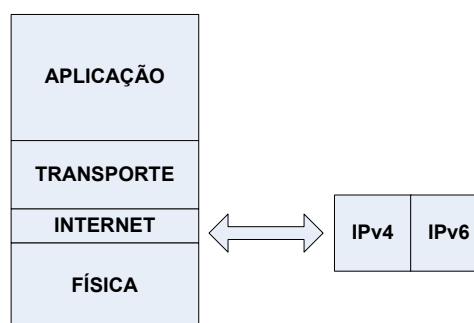 APLICAÇÃO
TRANSPORTE
INTERNET
FÍSICA
IPv4
IPv6